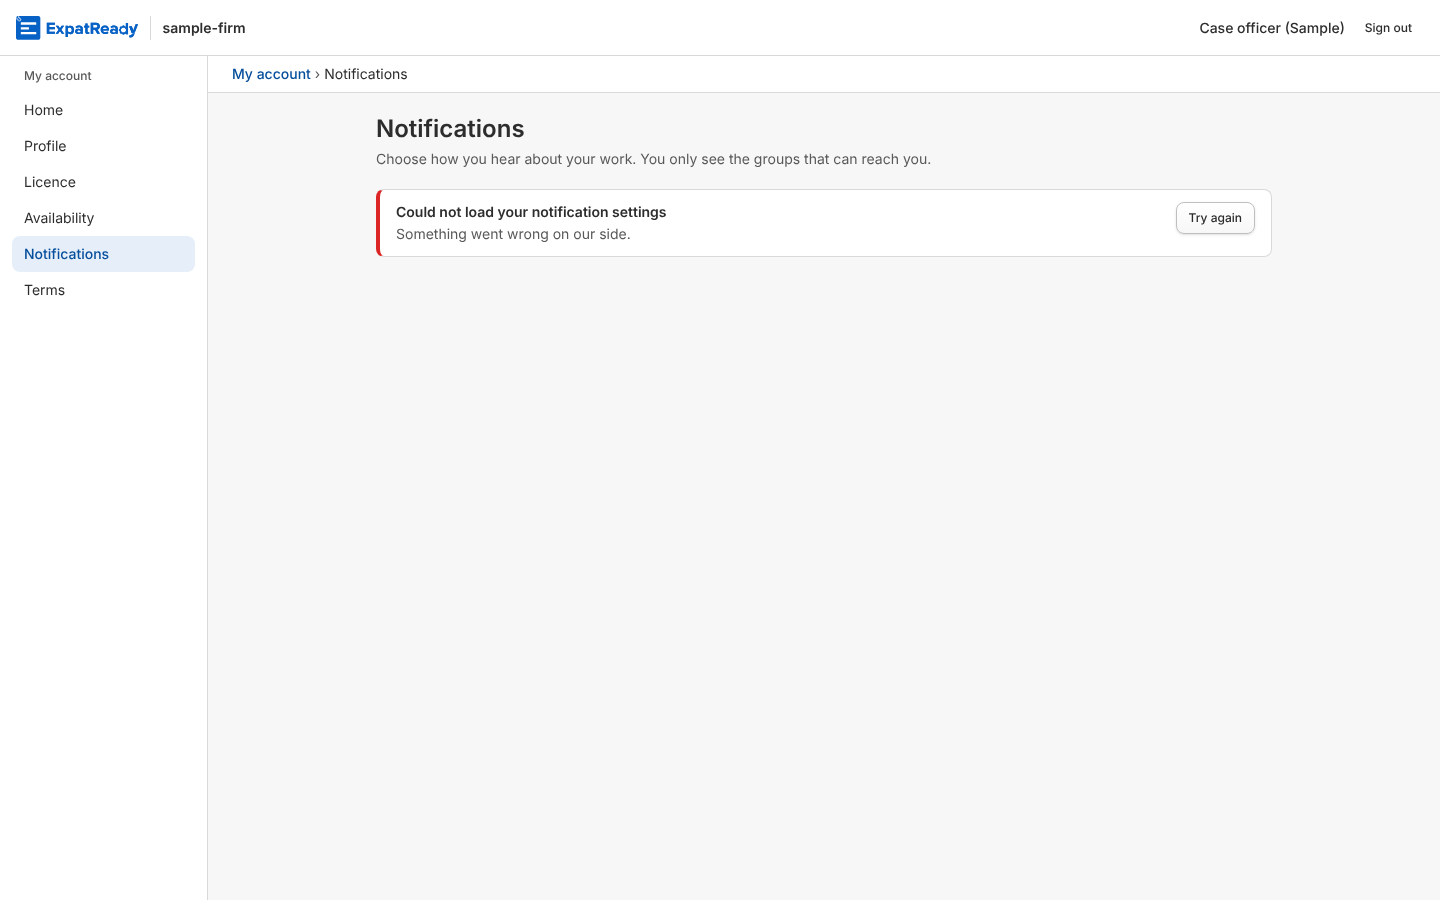 ExpatReady
sample-firm
Case officer (Sample)
Sign out
My account
Home
Profile
Licence
Availability
Notifications
Terms
My account › Notifications
Notifications
Choose how you hear about your work. You only see the groups that can reach you.
Could not load your notification settings
Something went wrong on our side.
Try again